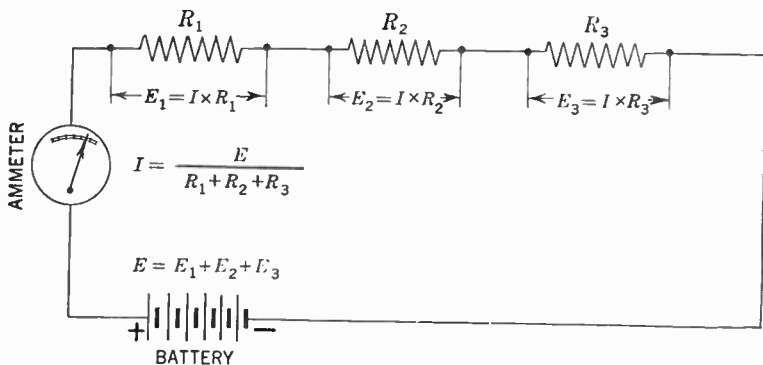 R₁ R₂ R₃
E₁ = I × R₁ E₂ = I × R₂ E₃ = I × R₃
AMMETER
I = E / R₁ + R₂ + R₃
E = E₁ + E₂ + E₃
+ −
BATTERY